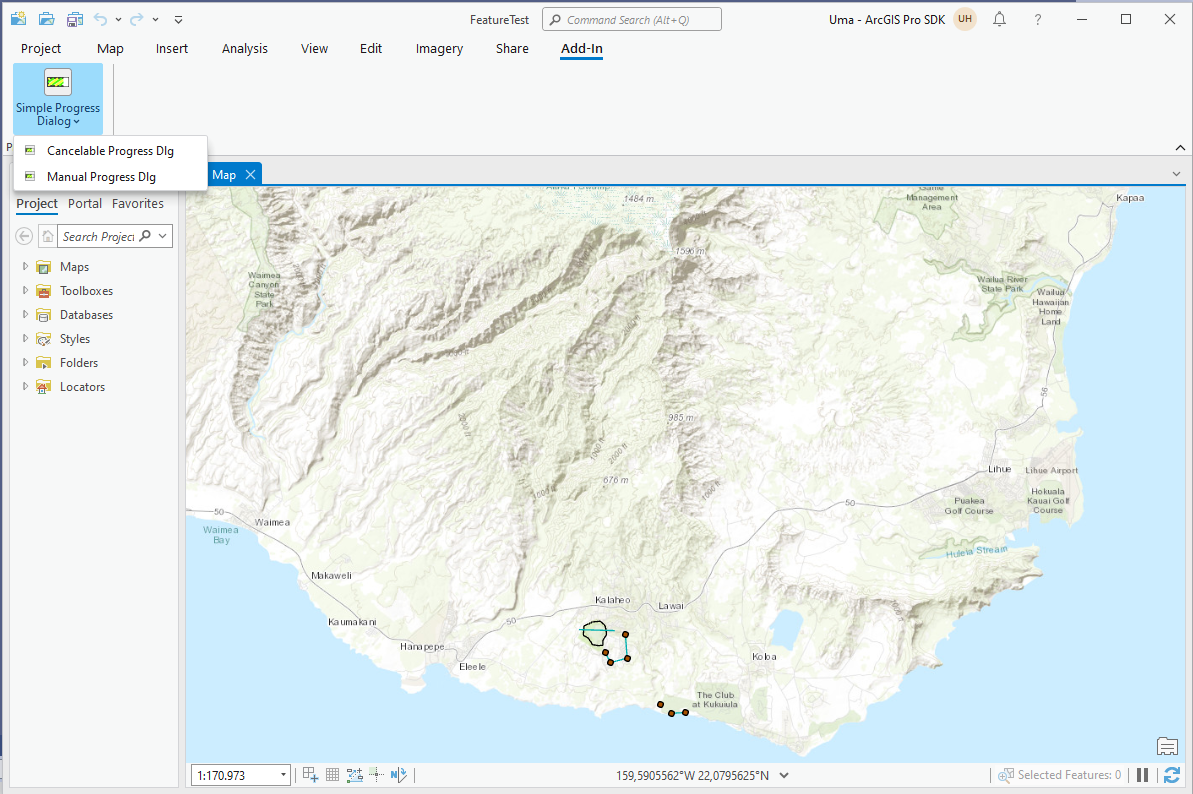 FeatureTest
Command Search (Alt+Q)
Uma - ArcGIS Pro SDK
UH
?
Project
Map
Insert
Analysis
View
Edit
Imagery
Share
Add-In
Simple Progress
Dialog
Cancelable Progress Dlg
Manual Progress Dlg
Map
Project
Portal
Favorites
Search Project
Maps
Toolboxes
Databases
Styles
Folders
Locators
1484 m
Management
Area
Kapaa
1596 m
Waimea
Canyon
State
Park
Wailua River
State Park
Wailua
Hawaiian
Home
Land
56
985 m
1000 ft
2000 ft
676 m
Lihue
Lihue Airport
Hokuala
Kauai Golf
Course
Puakea
Golf Course
50
50
Waimea
Waimea
Bay
Huleia Stream
Makaweli
Kalaheo
Lawai
Kaumakani
50
Hanapepe
Koloa
Eleele
The Club
at Kukuiula
1:170.973
159,5905562°W 22,0795625°N
Selected Features: 0